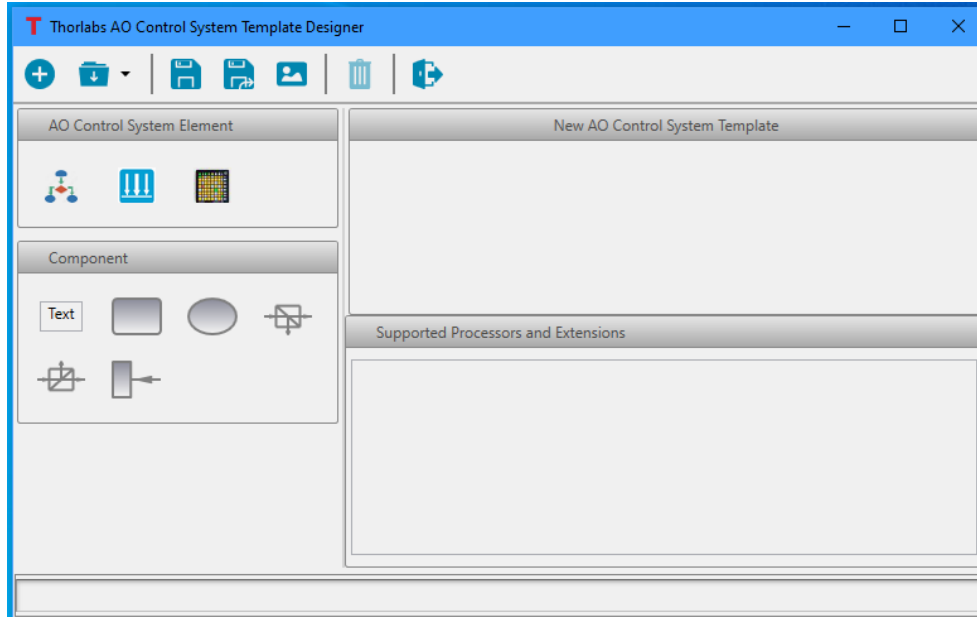 Thorlabs AO Control System Template Designer
AO Control System Element
New AO Control System Template
Component
Text
Supported Processors and Extensions